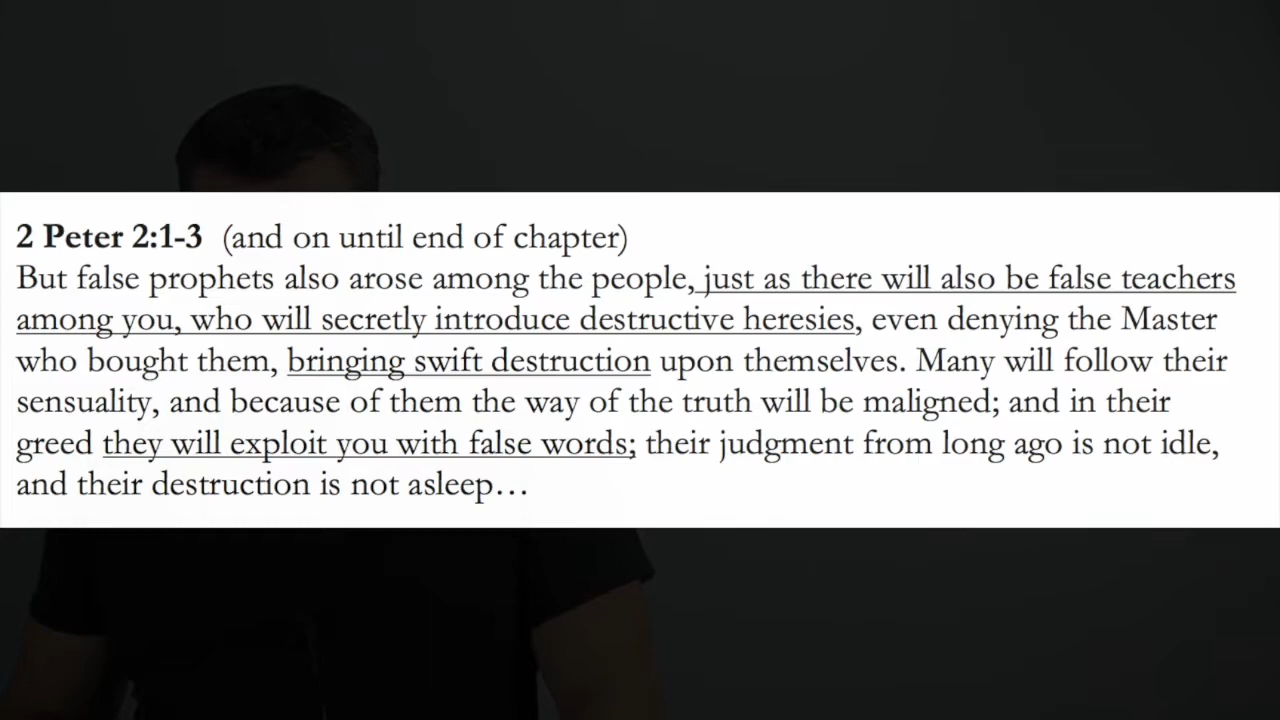 2 Peter 2:1-3 (and on until end of chapter)
But false prophets also arose among the people, just as there will also be false teachers
among you, who will secretly introduce destructive heresies, even denying the Master
who bought them, bringing swift destruction upon themselves. Many will follow their
sensuality, and because of them the way of the truth will be maligned; and in their
greed they will exploit you with false words; their judgment from long ago is not idle,
and their destruction is not asleep…